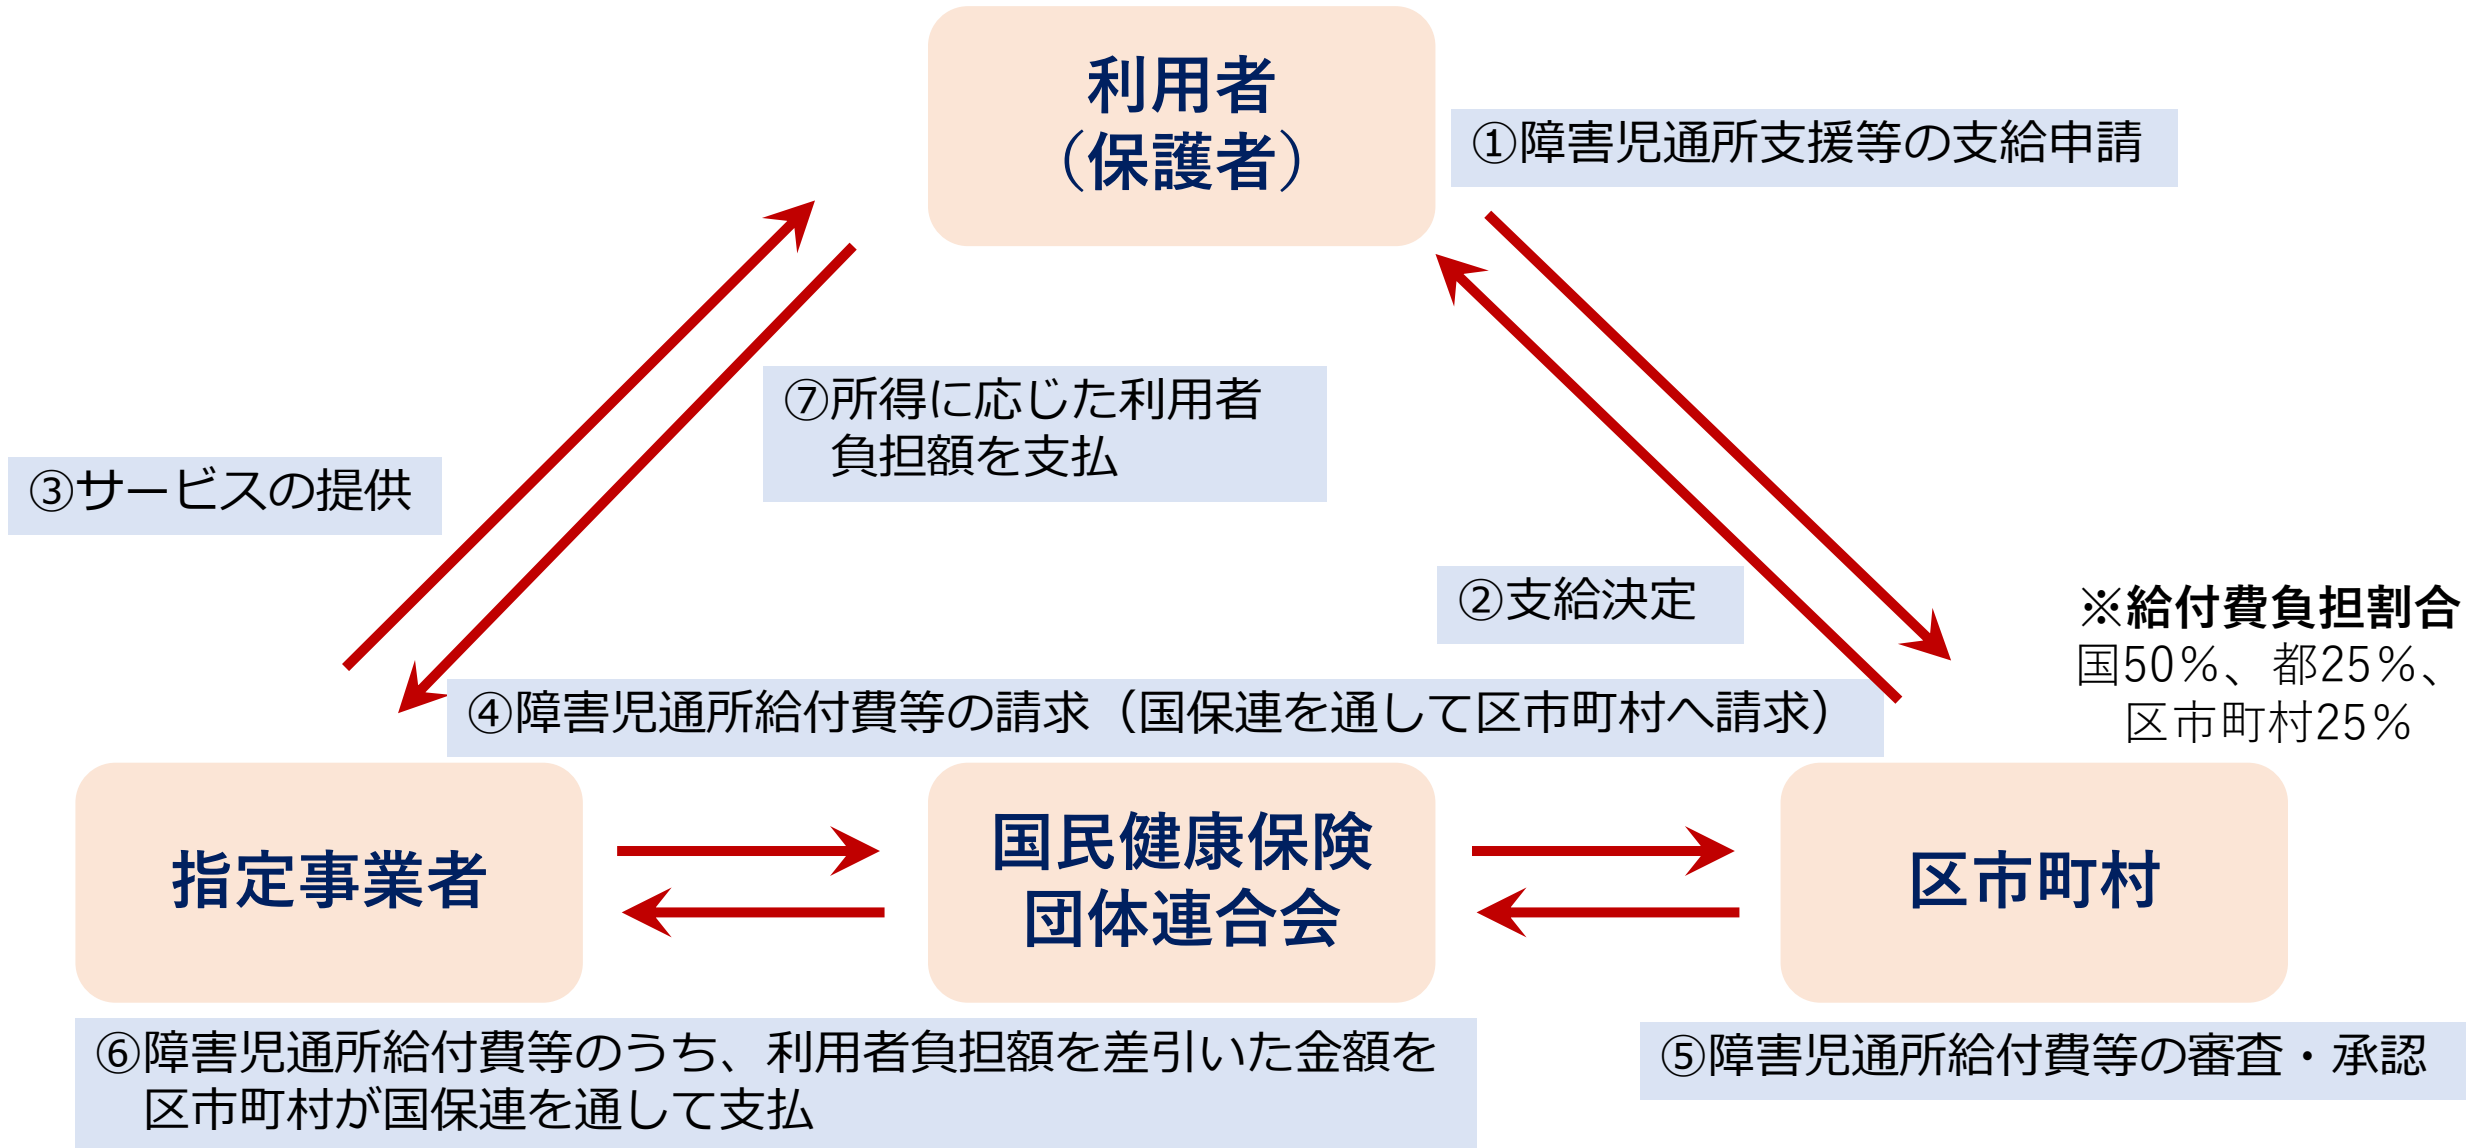 利用者
（保護者）
①障害児通所支援等の支給申請
⑦所得に応じた利用者
負担額を支払
③サービスの提供
②支給決定
※給付費負担割合
国50％、都25％、
区市町村25％
④障害児通所給付費等の請求（国保連を通して区市町村へ請求）
指定事業者
国民健康保険
団体連合会
区市町村
⑥障害児通所給付費等のうち、利用者負担額を差引いた金額を
区市町村が国保連を通して支払
⑤障害児通所給付費等の審査・承認